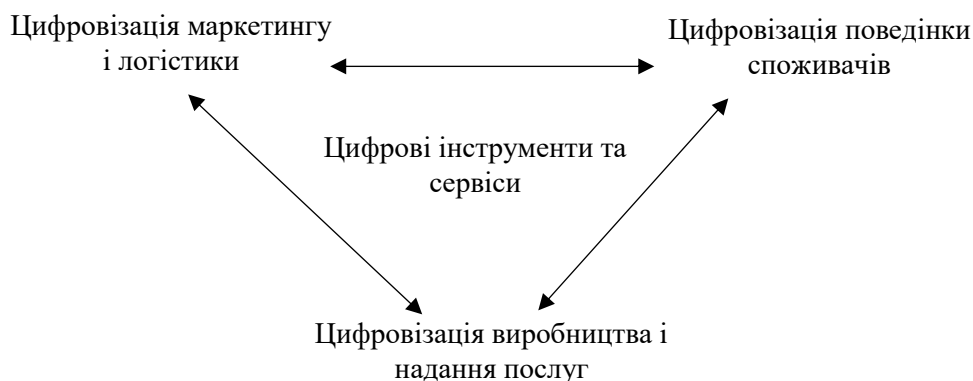 Цифровізація маркетингу
і логістики
Цифровізація поведінки
споживачів
Цифрові інструменти та
сервіси
Цифровізація виробництва і
надання послуг